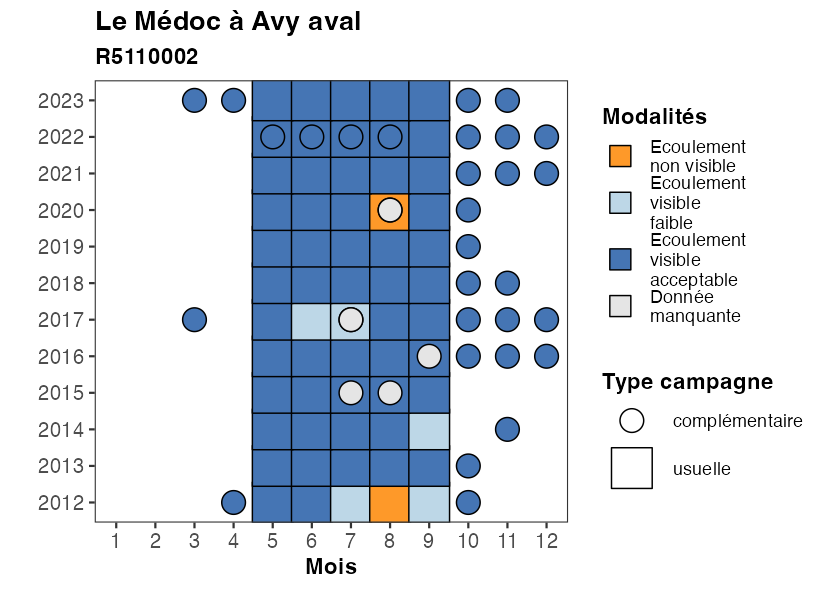 Le Médoc à Avy aval
R5110002
2023
2022
2021
2020
2019
2018
2017
2016
2015
2014
2013
2012
1 2 3 4 5 6 7 8 9 10 11 12
Mois
Modalités
Ecoulement
non visible
Ecoulement
visible
faible
Ecoulement
visible
acceptable
Donnée
manquante
Type campagne
complémentaire
usuelle